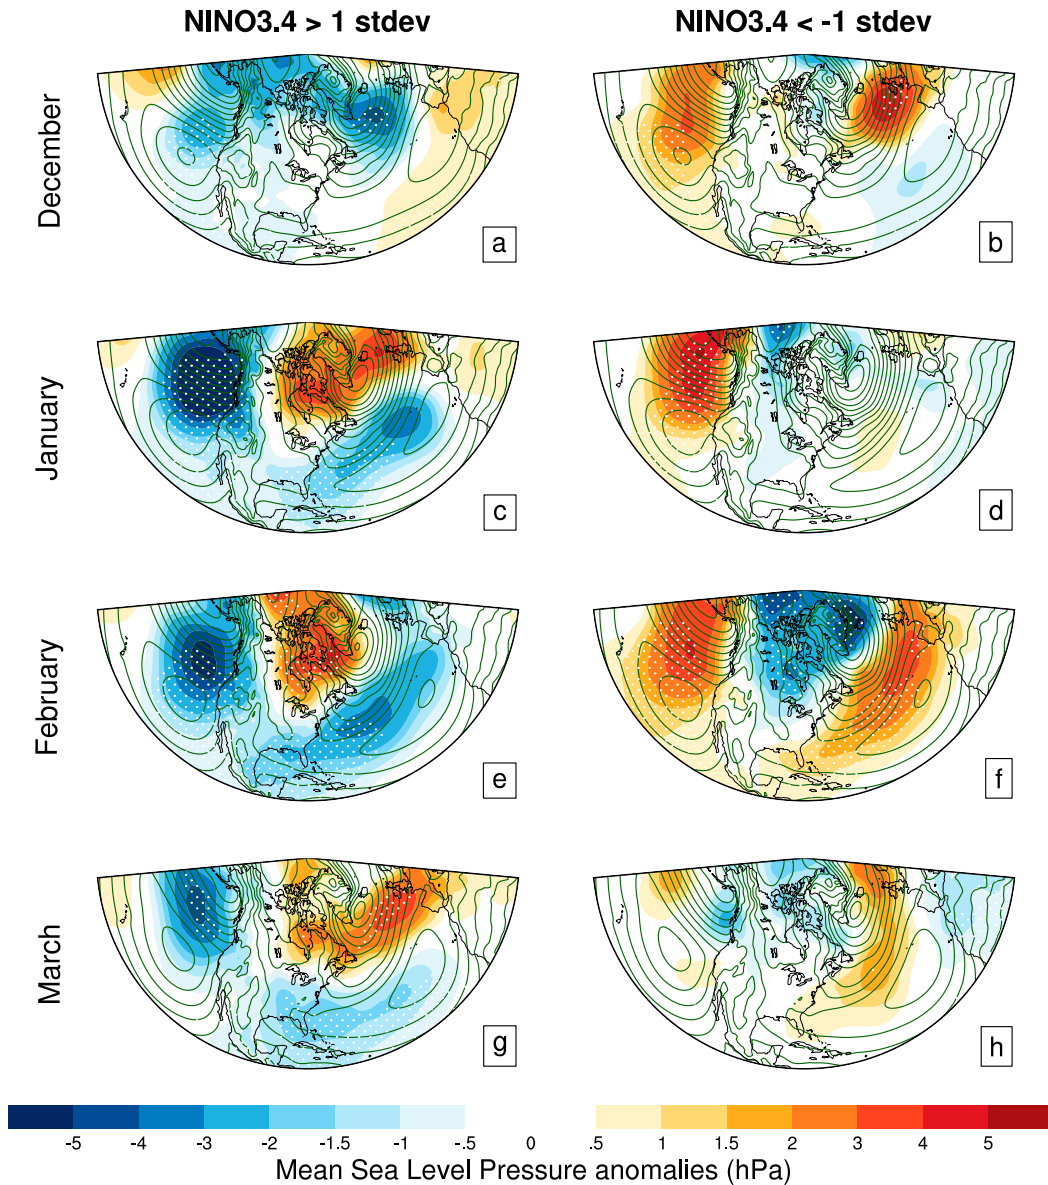 NINO3.4 > 1 stdev
NINO3.4 < -1 stdev
December
a
b
January
c
d
February
e
f
March
g
h
-5 -4 -3 -2 -1.5 -1 -.5 0 .5 1 1.5 2 3 4 5
Mean Sea Level Pressure anomalies (hPa)